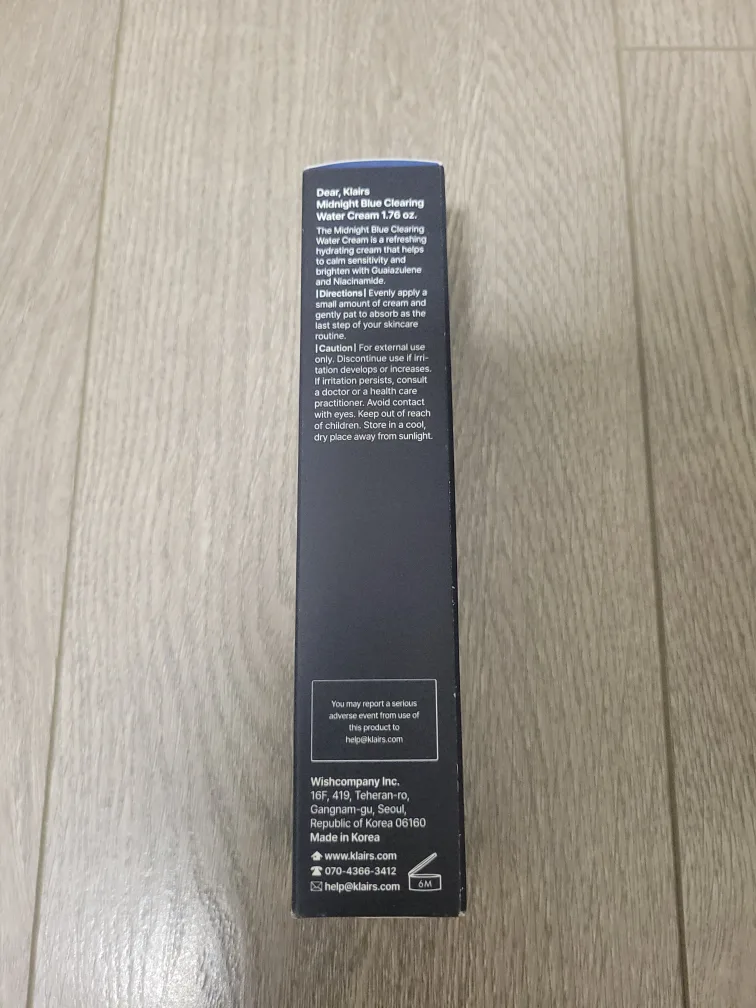 Dear, Klairs
Midnight Blue Clearing
Water Cream 1.76 oz.
The Midnight Blue Clearing
Water Cream is a refreshing
hydrating cream that helps
to calm sensitivity and
brighten with Guaiazulene
and Niacinamide.
|Directions| Evenly apply a
small amount of cream and
gently pat to absorb as the
last step of your skincare
routine.
|Caution| For external use
only. Discontinue use if irri-
tation develops or increases.
If irritation persists, consult
a doctor or a health care
practitioner. Avoid contact
with eyes. Keep out of reach
of children. Store in a cool,
dry place away from sunlight.
You may report a serious
adverse event from use of
this product to
help@klairs.com
Wishcompany Inc.
16F, 419, Teheran-ro,
Gangnam-gu, Seoul,
Republic of Korea 06160
Made in Korea
www.klairs.com
070-4366-3412
help@klairs.com
6M